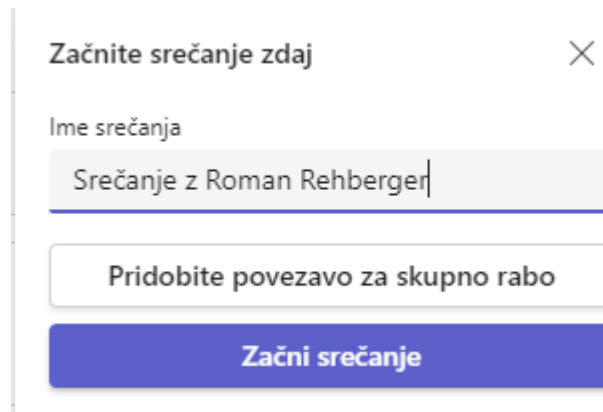 Začnite srečanje zdaj
Ime srečanja
Srečanje z Roman Rehberger
Pridobite povezavo za skupno rabo
Začni srečanje